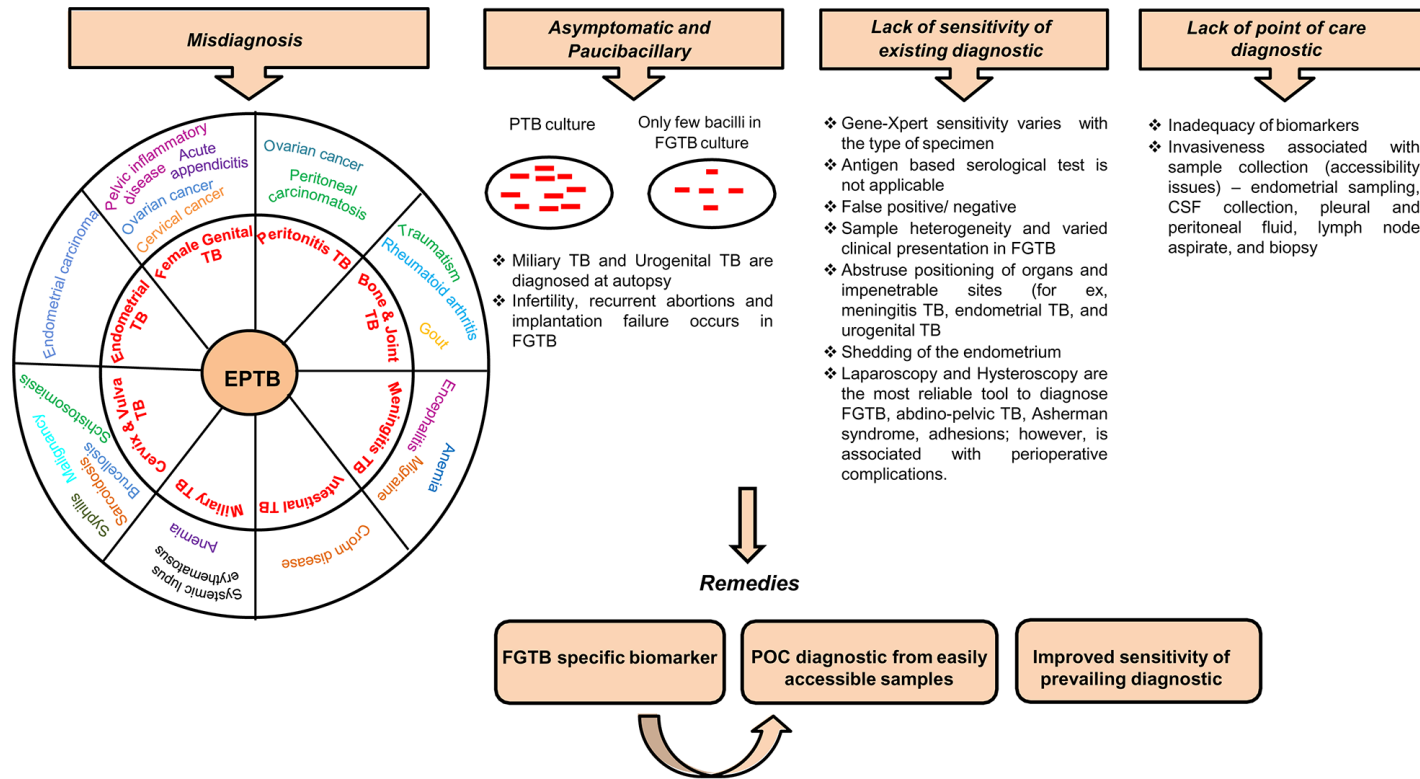 Misdiagnosis
Asymptomatic and
Paucibacillary
Lack of sensitivity of
existing diagnostic
Lack of point of care
diagnostic
Pelvic inflammatory
disease
Acute
appendicitis
Ovarian cancer
Cervical cancer
Ovarian cancer
Peritoneal
carcinomatosis
Traumatism
Rheumatoid arthritis
Gout
Encephalitis
Migraine
Anemia
Crohn disease
Anemia
Systemic lupus
erythematosus
Schistosomiasis
Malignancy
Brucellosis
Sarcoidosis
Syphilis
Endometrial carcinoma
Female Genital
TB
Peritonitis TB
Bone & Joint
TB
Meningitis TB
Intestinal TB
Miliary TB
Cervix & Vulva
TB
Endometrial
TB
EPTB
PTB culture
Only few bacilli in
FGTB culture
❖ Miliary TB and Urogenital TB are
diagnosed at autopsy
❖ Infertility, recurrent abortions and
implantation failure occurs in
FGTB
❖ Gene-Xpert sensitivity varies with
the type of specimen
❖ Antigen based serological test is
not applicable
❖ False positive/ negative
❖ Sample heterogeneity and varied
clinical presentation in FGTB
❖ Abstruse positioning of organs and
impenetrable sites (for ex,
meningitis TB, endometrial TB, and
urogenital TB
❖ Shedding of the endometrium
❖ Laparoscopy and Hysteroscopy are
the most reliable tool to diagnose
FGTB, abdino-pelvic TB, Asherman
syndrome, adhesions; however, is
associated with perioperative
complications.
❖ Inadequacy of biomarkers
❖ Invasiveness associated with
sample collection (accessibility
issues) – endometrial sampling,
CSF collection, pleural and
peritoneal fluid, lymph node
aspirate, and biopsy
Remedies
FGTB specific biomarker
POC diagnostic from easily
accessible samples
Improved sensitivity of
prevailing diagnostic